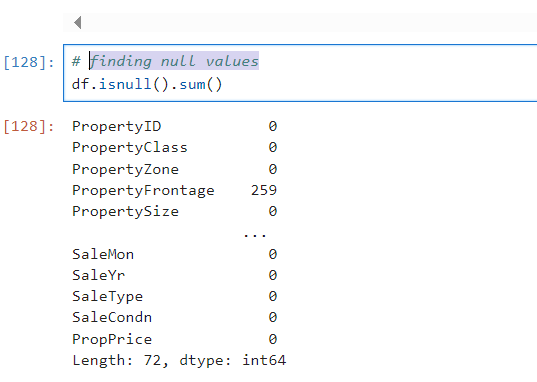 [128]: # finding null values
df.isnull().sum()
[128]: PropertyID 0
PropertyClass 0
PropertyZone 0
PropertyFrontage 259
PropertySize 0
...
SaleMon 0
SaleYr 0
SaleType 0
SaleCondn 0
PropPrice 0
Length: 72, dtype: int64